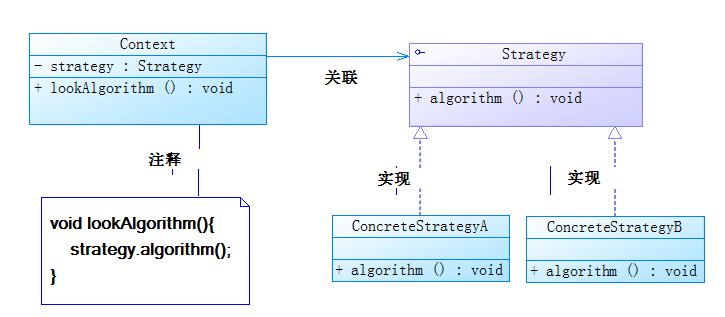 Context
- strategy : Strategy
+ lookAlgorithm () : void
关联
Strategy
+ algorithm () : void
注释
void lookAlgorithm(){
strategy.algorithm();
}
实现
实现
ConcreteStrategyA
+ algorithm () : void
ConcreteStrategyB
+ algorithm () : void